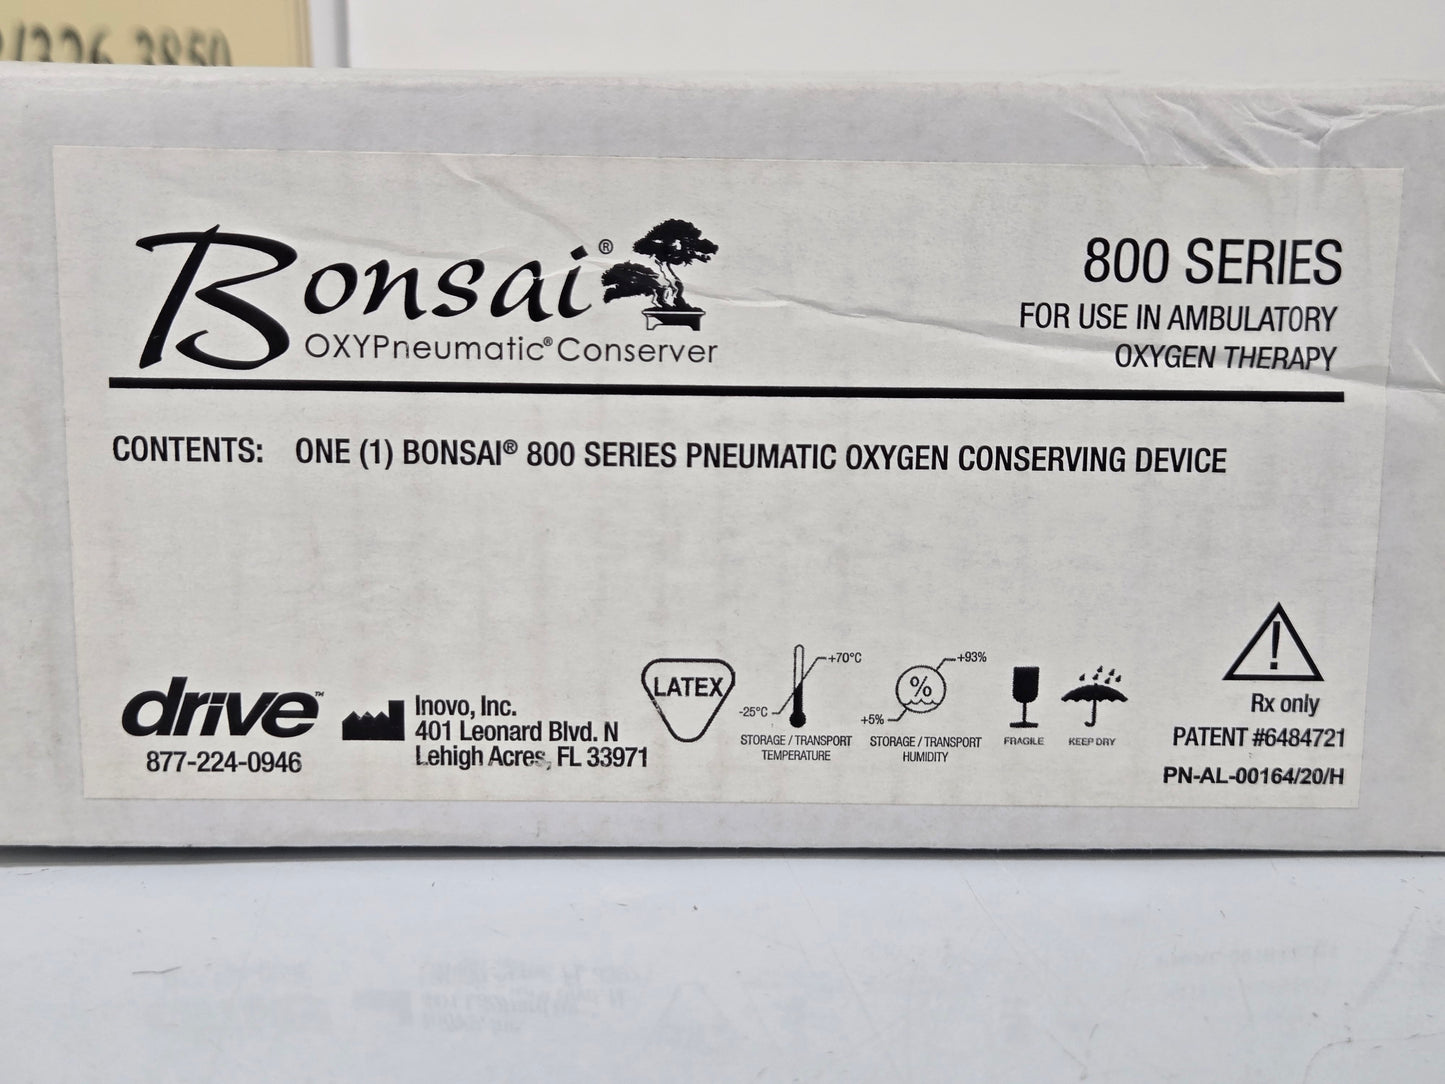 326 3850
Bonsai®
OXYPneumatic® Conserver
800 SERIES
FOR USE IN AMBULATORY
OXYGEN THERAPY
CONTENTS: ONE (1) BONSAI® 800 SERIES PNEUMATIC OXYGEN CONSERVING DEVICE
drive™
877-224-0946
Inovo, Inc.
401 Leonard Blvd. N
Lehigh Acres, FL 33971
LATEX
+70°C
-25°C
STORAGE / TRANSPORT
TEMPERATURE
+93%
%
+5%
STORAGE / TRANSPORT
HUMIDITY
FRAGILE
KEEP DRY
!
Rx only
PATENT #6484721
PN-AL-00164/20/H